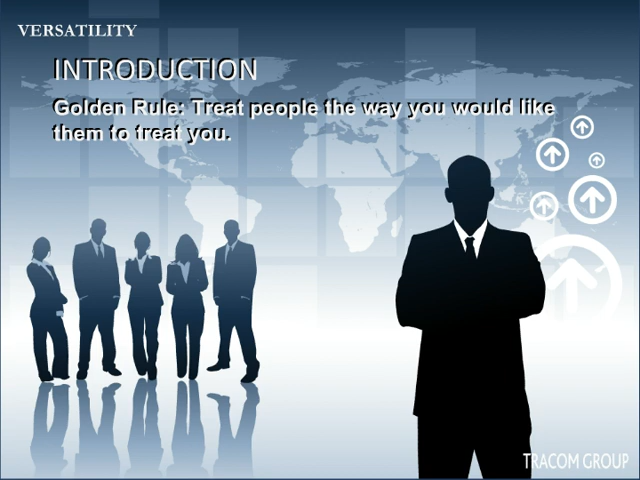 VERSATILITY
INTRODUCTION
Golden Rule: Treat people the way you would like
them to treat you.
TRACOM GROUP